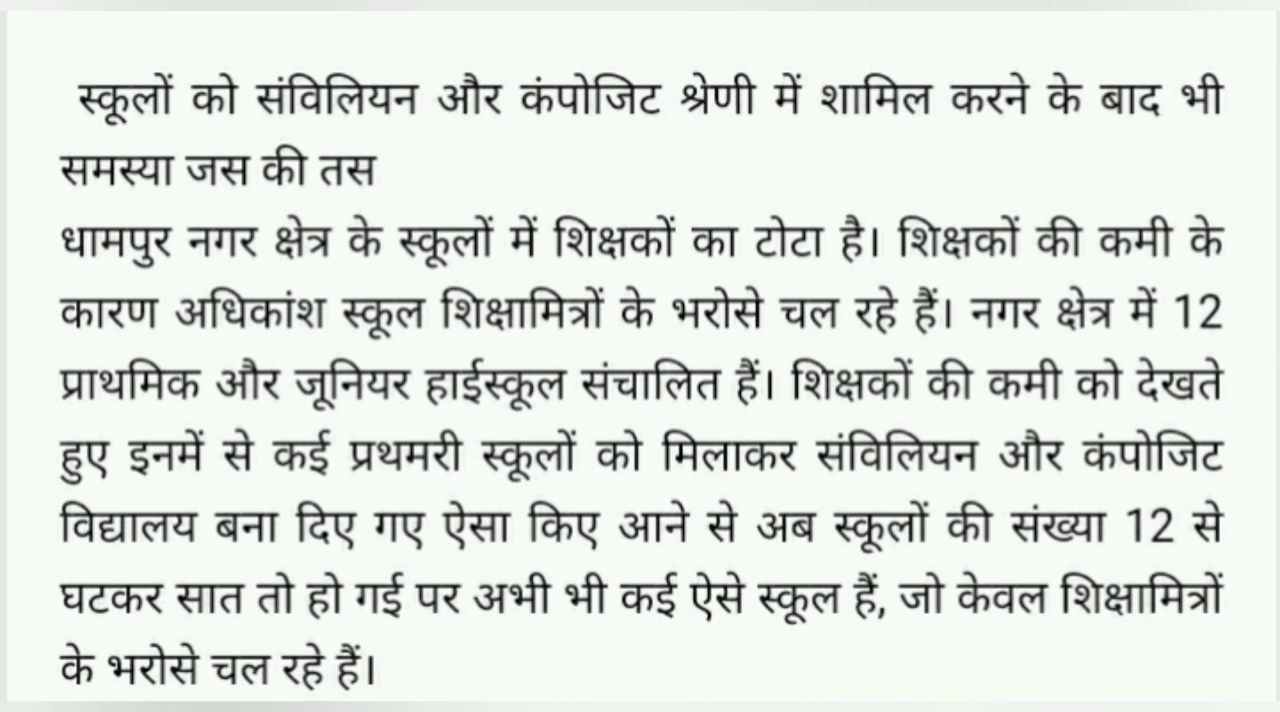 स्कूलों को संविलियन और कंपोजिट श्रेणी में शामिल करने के बाद भी
समस्या जस की तस
धामपुर नगर क्षेत्र के स्कूलों में शिक्षकों का टोटा है। शिक्षकों की कमी के
कारण अधिकांश स्कूल शिक्षामित्रों के भरोसे चल रहे हैं। नगर क्षेत्र में 12
प्राथमिक और जूनियर हाईस्कूल संचालित हैं। शिक्षकों की कमी को देखते
हुए इनमें से कई प्रथमरी स्कूलों को मिलाकर संविलियन और कंपोजिट
विद्यालय बना दिए गए ऐसा किए आने से अब स्कूलों की संख्या 12 से
घटकर सात तो हो गई पर अभी भी कई ऐसे स्कूल हैं, जो केवल शिक्षामित्रों
के भरोसे चल रहे हैं।